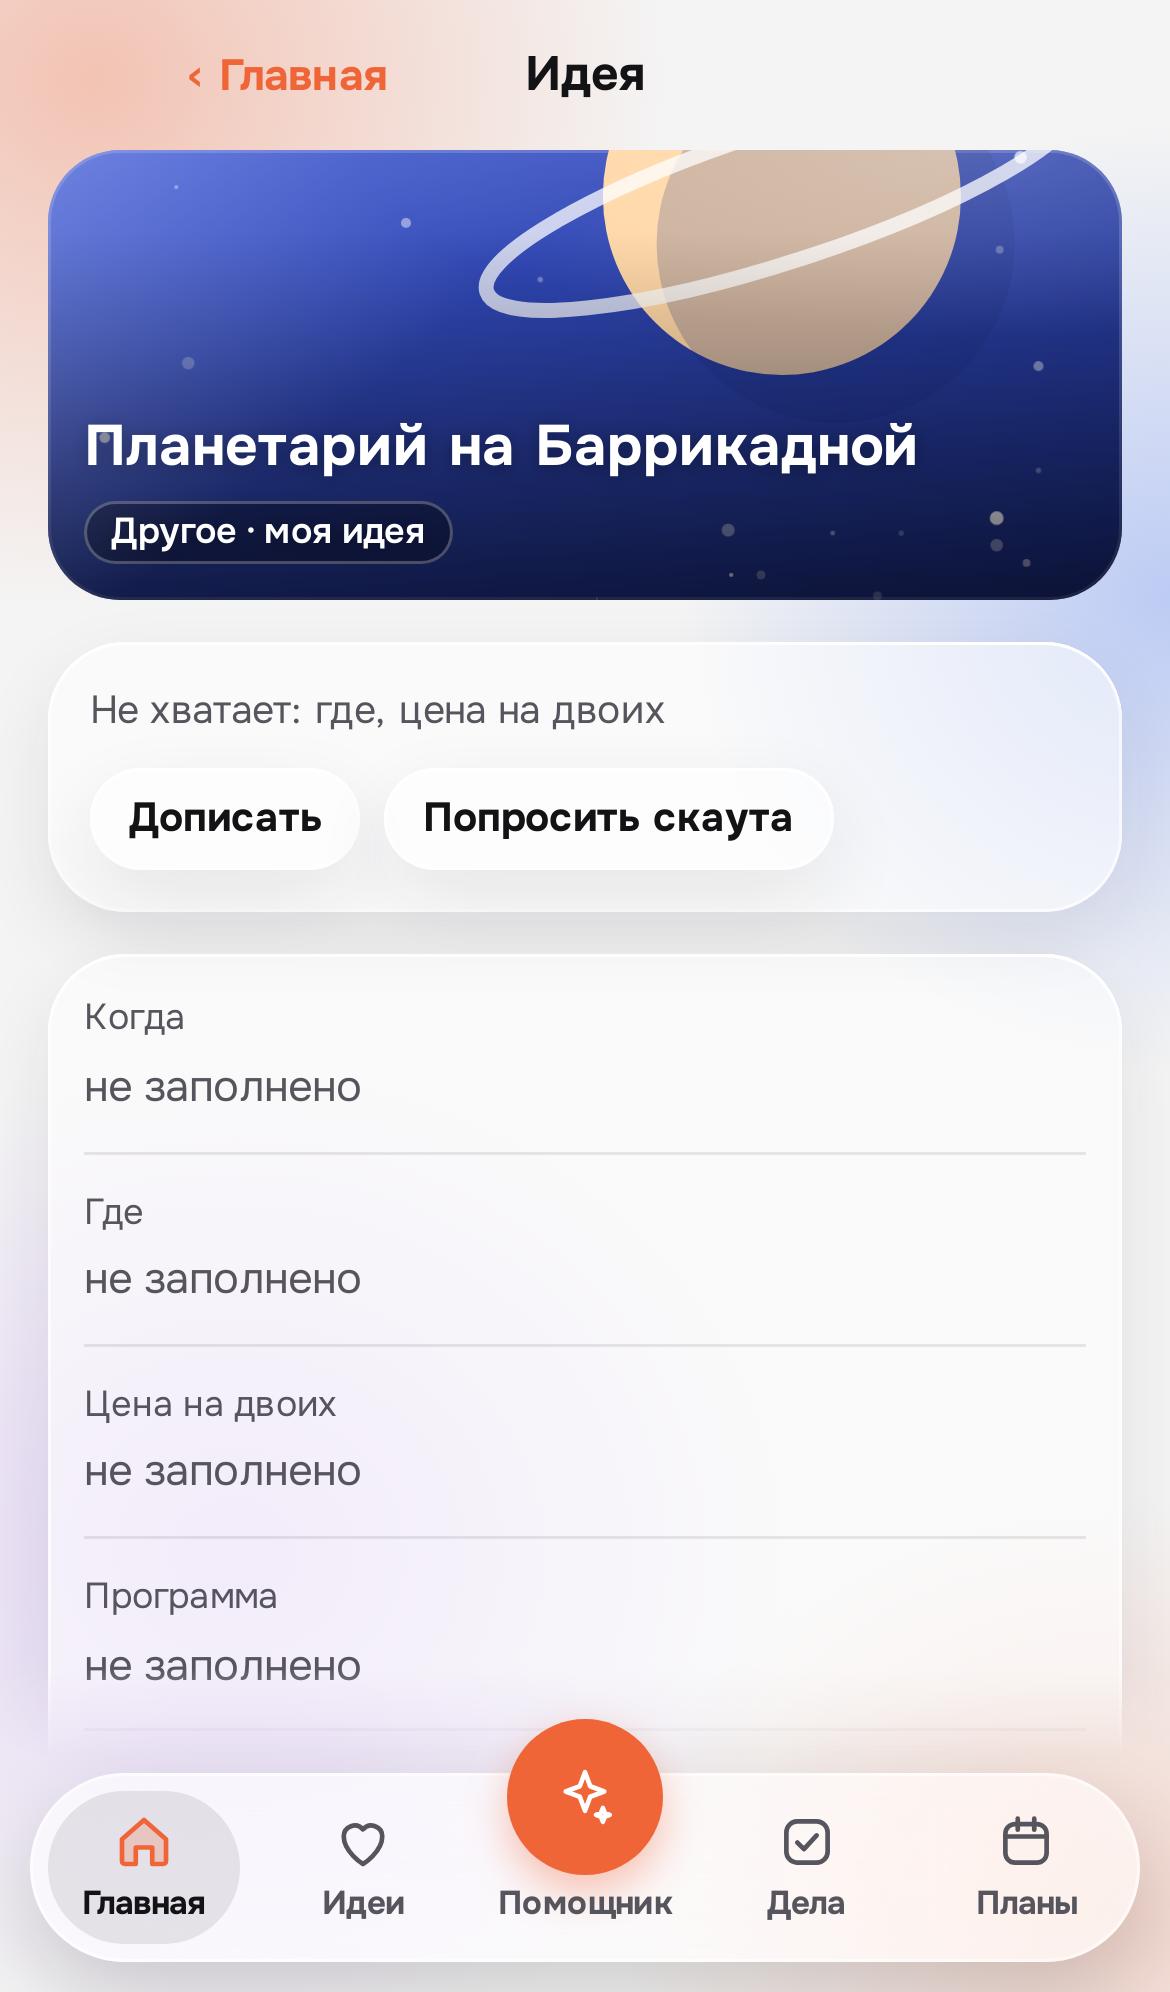 ‹ Главная
Идея
Планетарий на Баррикадной
Другое · моя идея
Не хватает: где, цена на двоих
Дописать
Попросить скаута
Когда
не заполнено
Где
не заполнено
Цена на двоих
не заполнено
Программа
не заполнено
Главная
Идеи
Помощник
Дела
Планы